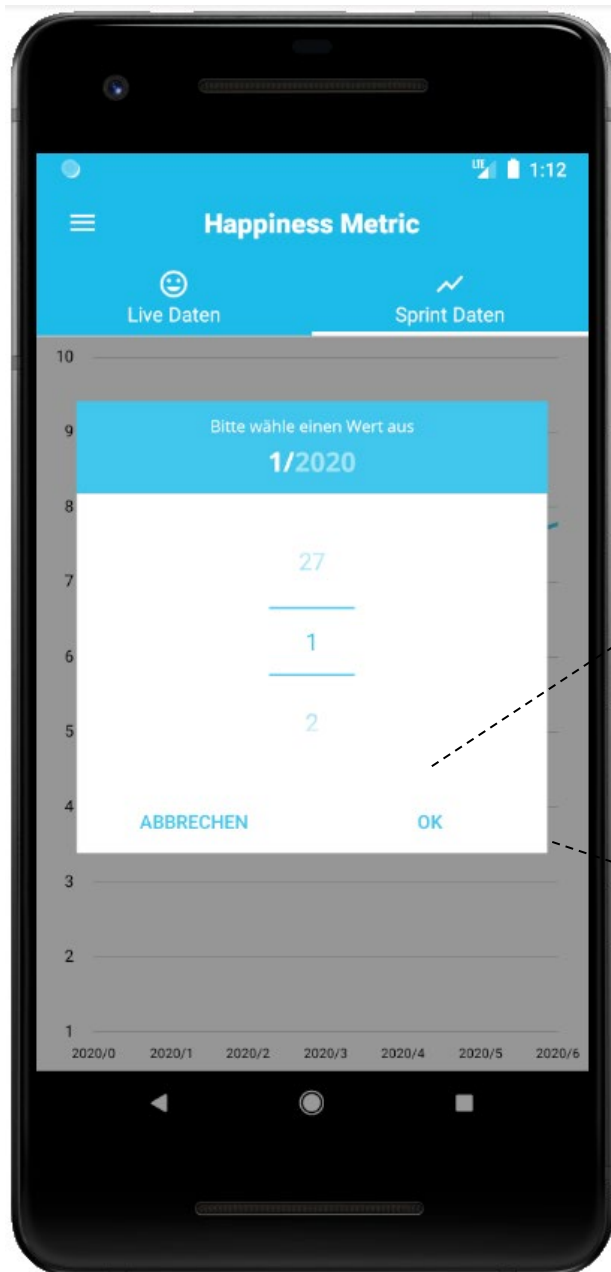 LTE 1:12
Happiness Metric
Live Daten Sprint Daten
10
9
Bitte wähle einen Wert aus
1/2020
8
27
7
6
1
5
2
4
ABBRECHEN OK
3
2
1
2020/0 2020/1 2020/2 2020/3 2020/4 2020/5 2020/6